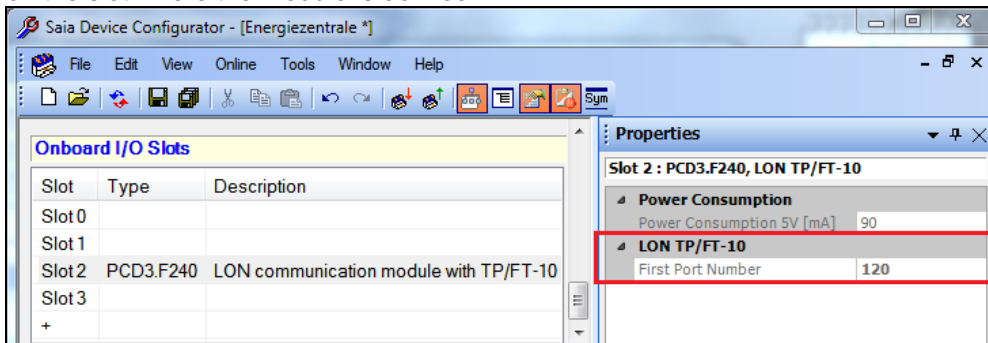 Saia Device Configurator - [Energiezentrale *]
File Edit View Online Tools Window Help
Sym
Onboard I/O Slots
Slot Type Description
Slot 0
Slot 1
Slot 2 PCD3.F240 LON communication module with TP/FT-10
Slot 3
+
Properties
Slot 2 : PCD3.F240, LON TP/FT-10
Power Consumption
Power Consumption 5V [mA] 90
LON TP/FT-10
First Port Number 120